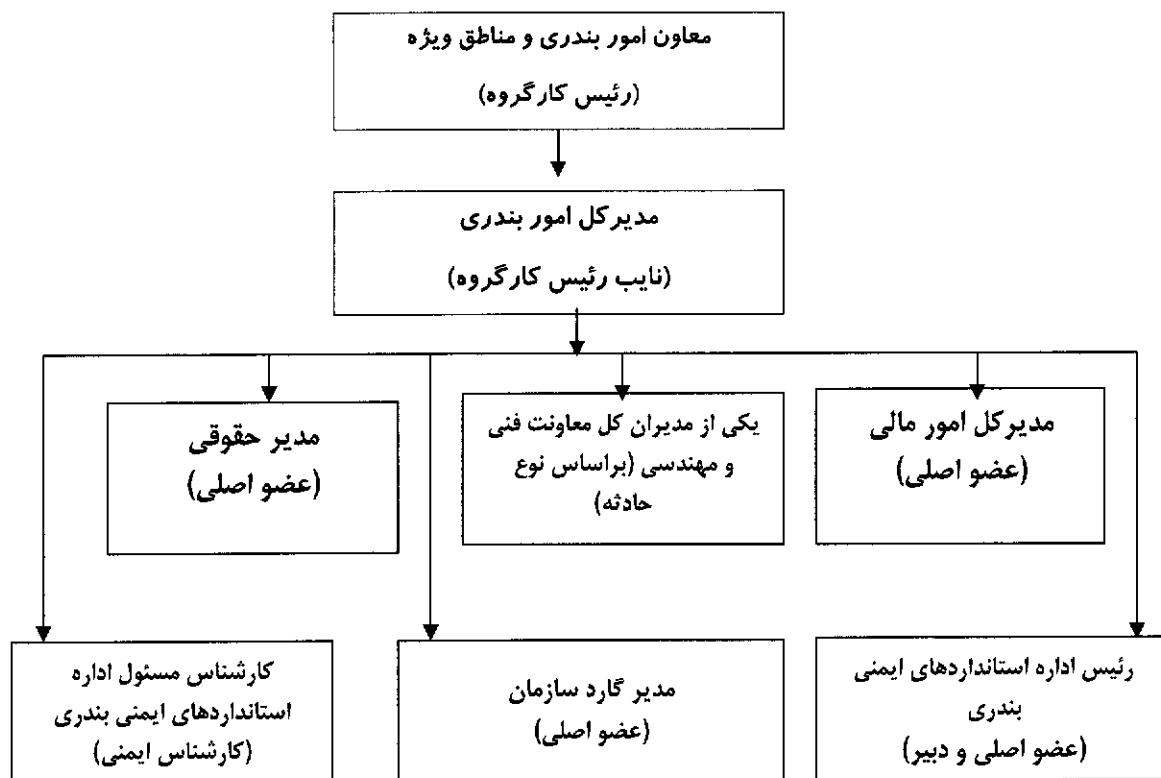 معاون امور بندری و مناطق ویژه
(رئیس کارگروه)
مدیرکل امور بندری
(نایب رئیس کارگروه)
مدیرکل امور مالی
(عضو اصلی)
یکی از مدیران کل معاونت فنی
و مهندسی (براساس نوع
حادثه)
مدیر حقوقی
(عضو اصلی)
رئیس اداره استانداردهای ایمنی
بندری
(عضو اصلی و دبیر)
مدیر گارد سازمان
(عضو اصلی)
کارشناس مسئول اداره
استانداردهای ایمنی بندری
(کارشناس ایمنی)